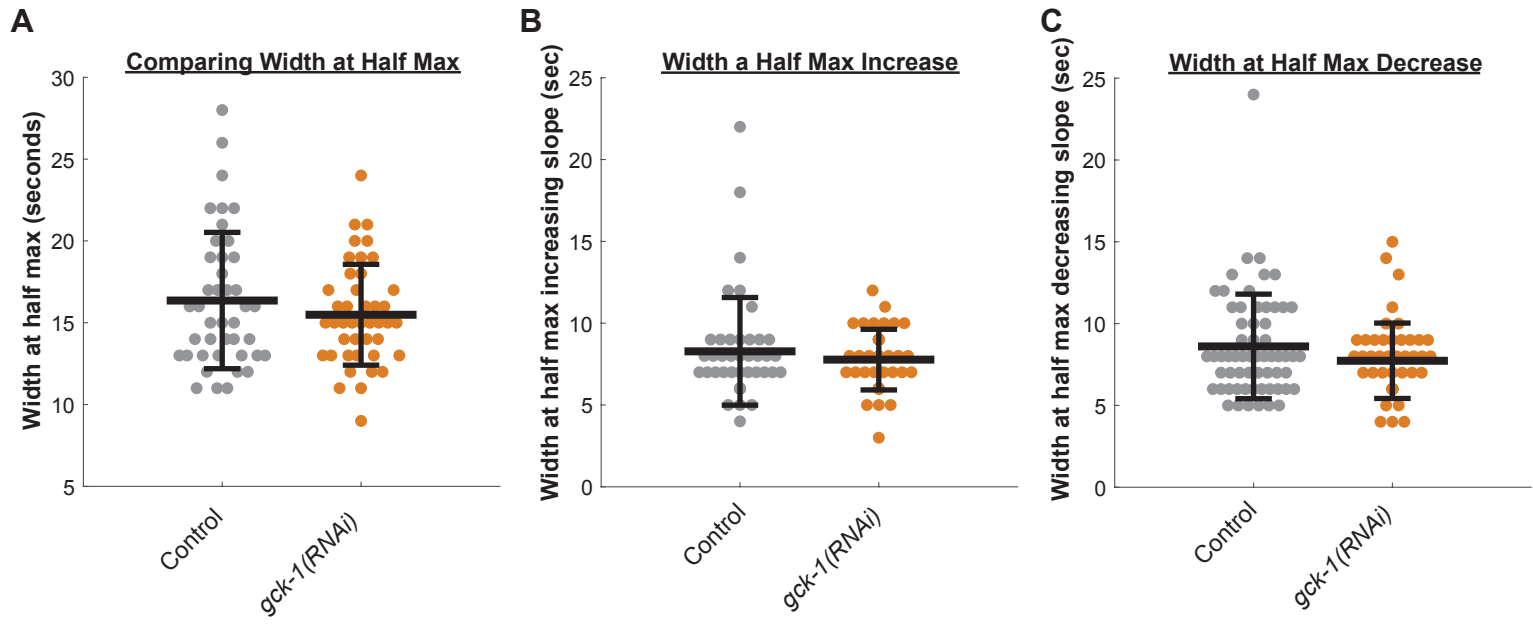 A
Comparing Width at Half Max
Width at half max (seconds)
30
25
20
15
10
5
Control
gck-1(RNAi)
B
Width a Half Max Increase
Width at half max increasing slope (sec)
25
20
15
10
5
0
Control
gck-1(RNAi)
C
Width at Half Max Decrease
Width at half max decreasing slope (sec)
25
20
15
10
5
0
Control
gck-1(RNAi)